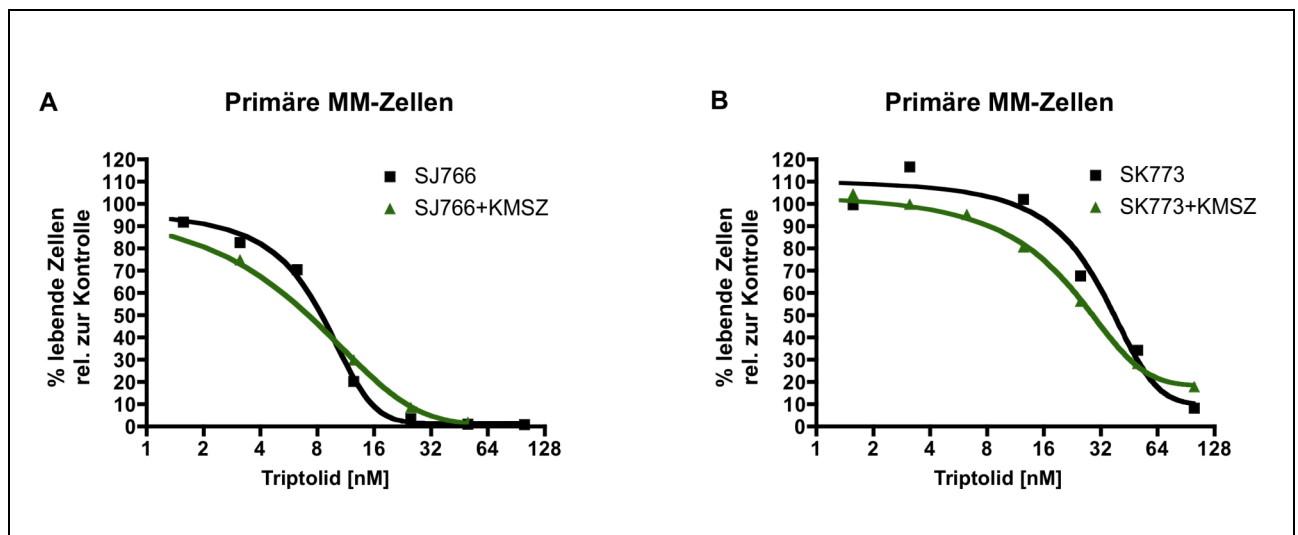 A
Primäre MM-Zellen
% lebende Zellen
rel. zur Kontrolle
120
110
100
90
80
70
60
50
40
30
20
10
0
1 2 4 8 16 32 64 128
Triptolid [nM]
SJ766
SJ766+KMSZ
B
Primäre MM-Zellen
% lebende Zellen
rel. zur Kontrolle
120
110
100
90
80
70
60
50
40
30
20
10
0
1 2 4 8 16 32 64 128
Triptolid [nM]
SK773
SK773+KMSZ